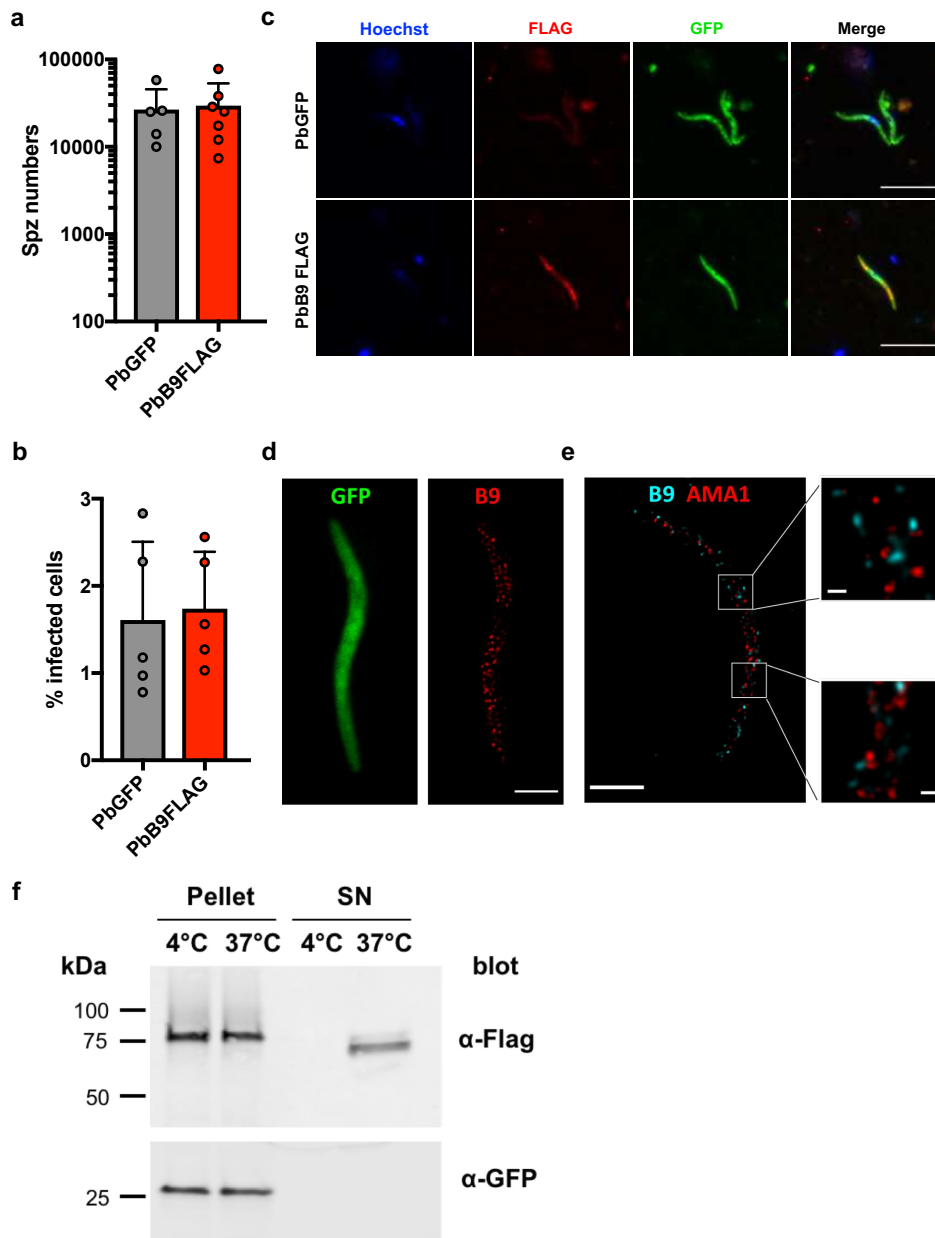 a
Spz numbers
100000
10000
1000
100
PbGFP
PbB9FLAG
b
% infected cells
3
2
1
0
PbGFP
PbB9FLAG
c
Hoechst FLAG GFP Merge
PbGFP
PbB9 FLAG
d
GFP B9
e
B9 AMA1
f
Pellet SN
4°C 37°C 4°C 37°C
kDa blot
100
75
50
α-Flag
25
α-GFP